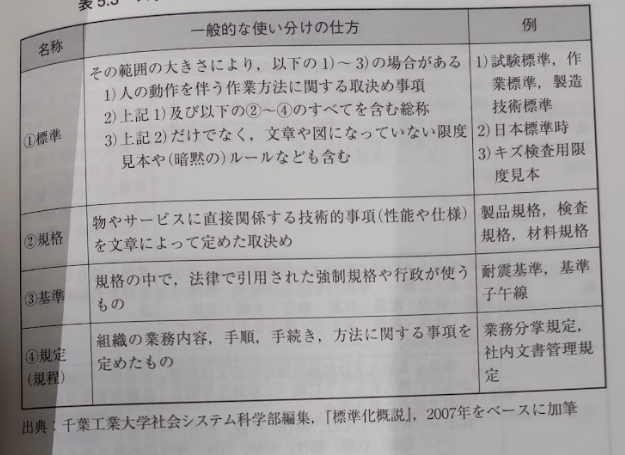 表5.3
名称
一般的な使い分けの仕方
例
①標準
その範囲の大きさにより，以下の1)～3)の場合がある
1)人の動作を伴う作業方法に関する取決め事項
2)上記1)及び以下の②～④のすべてを含む総称
3)上記2)だけでなく，文章や図になっていない限度
見本や(暗黙の)ルールなども含む
1)試験標準，作
業標準，製造
技術標準
2)日本標準時
3)キズ検査用限
度見本
②規格
物やサービスに直接関係する技術的事項(性能や仕様)
を文章によって定めた取決め
製品規格，検査
規格，材料規格
③基準
規格の中で，法律で引用された強制規格や行政が使う
もの
耐震基準，基準
子午線
④規定
(規程)
組織の業務内容，手順，手続き，方法に関する事項を
定めたもの
業務分掌規定，
社内文書管理規
定
出典：千葉工業大学社会システム科学部編集，『標準化概説』，2007年をベースに加筆